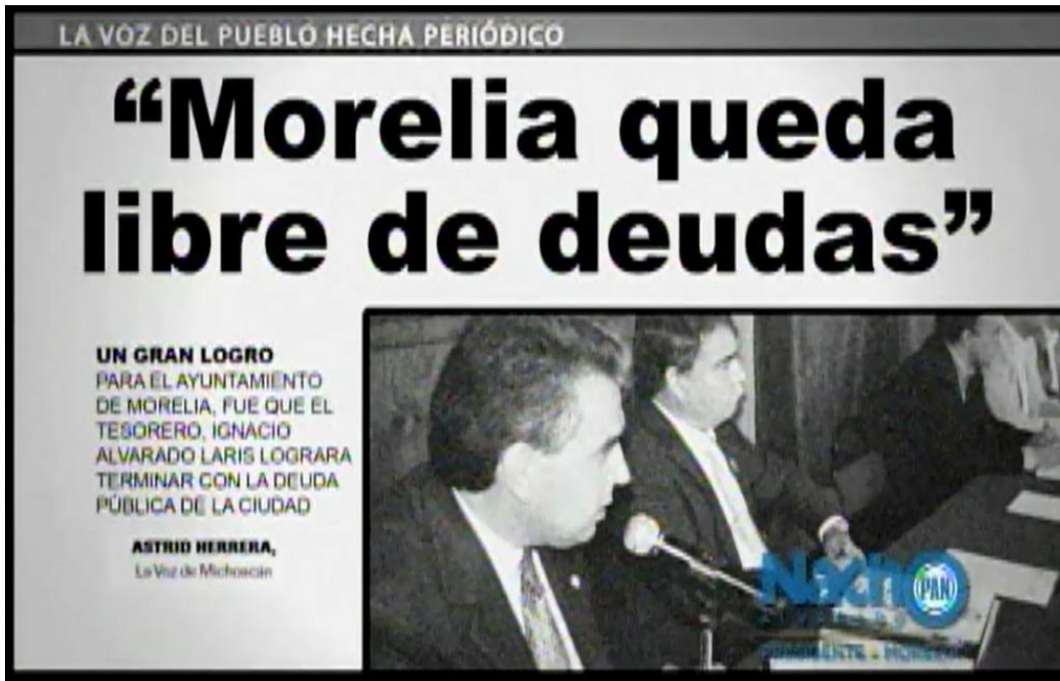 LA VOZ DEL PUEBLO HECHA PERIÓDICO
“Morelia queda
libre de deudas”
UN GRAN LOGRO
PARA EL AYUNTAMIENTO
DE MORELIA, FUE QUE EL
TESORERO, IGNACIO
ALVARADO LARIS LOGRARA
TERMINAR CON LA DEUDA
PÚBLICA DE LA CIUDAD
ASTRID HERRERA,
La Voz de Michoacán
Nacho
PAN
PRESIDENTE - MORELIA